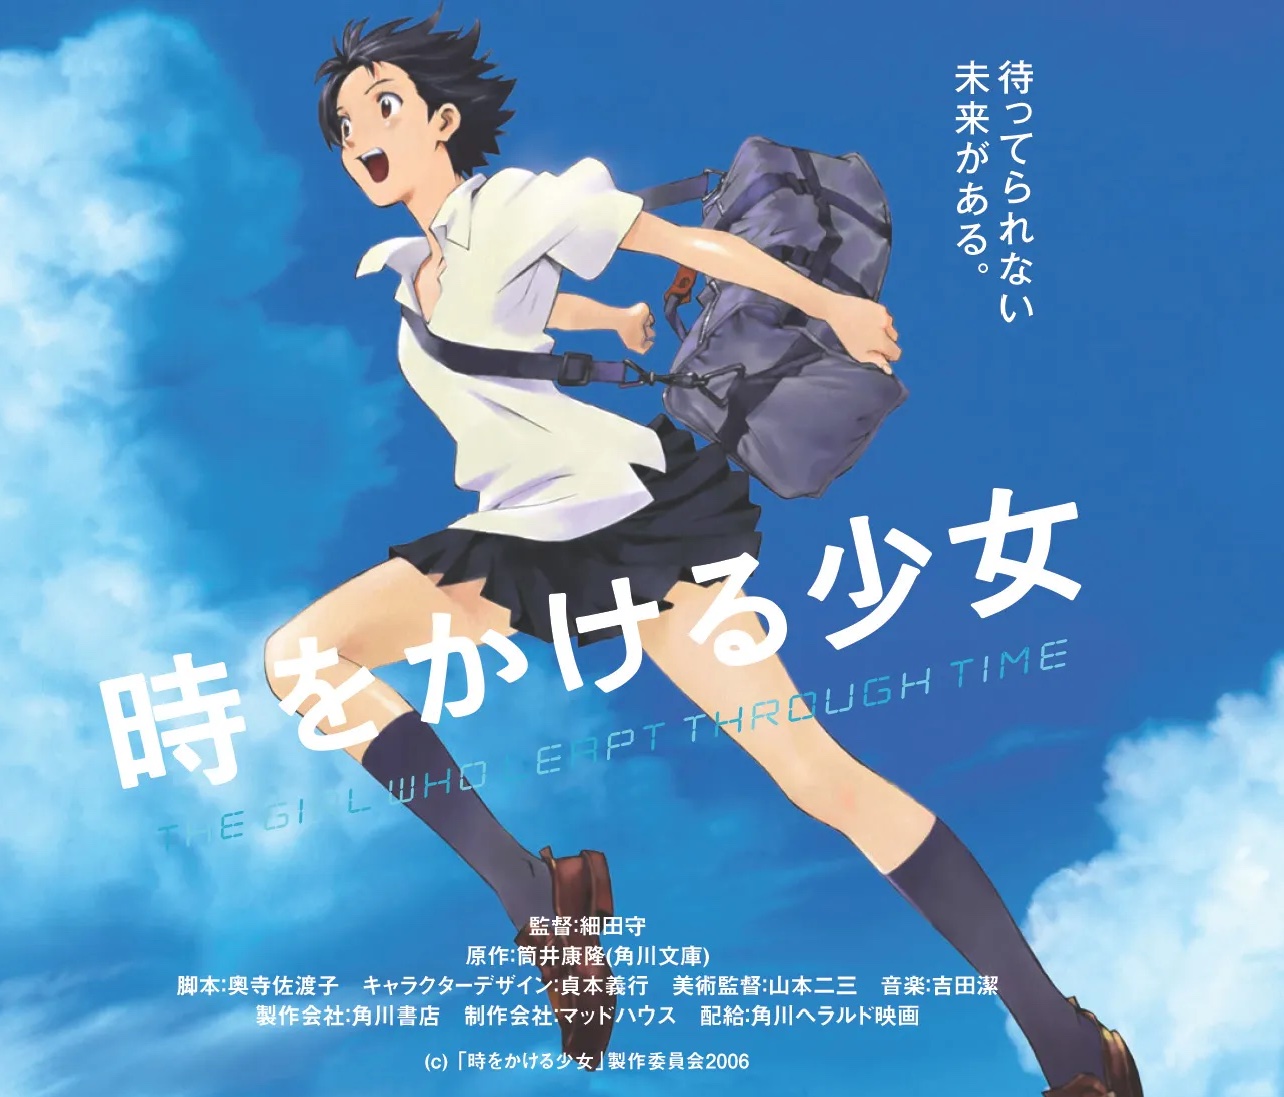 待ってられない
未来がある。
時をかける少女
THE GIRL WHO LEAPT THROUGH TIME
監督:細田守
原作:筒井康隆(角川文庫)
脚本:奥寺佐渡子 キャラクターデザイン:貞本義行 美術監督:山本二三 音楽:吉田潔
製作会社:角川書店 制作会社:マッドハウス 配給:角川ヘラルド映画
(c)「時をかける少女」製作委員会2006